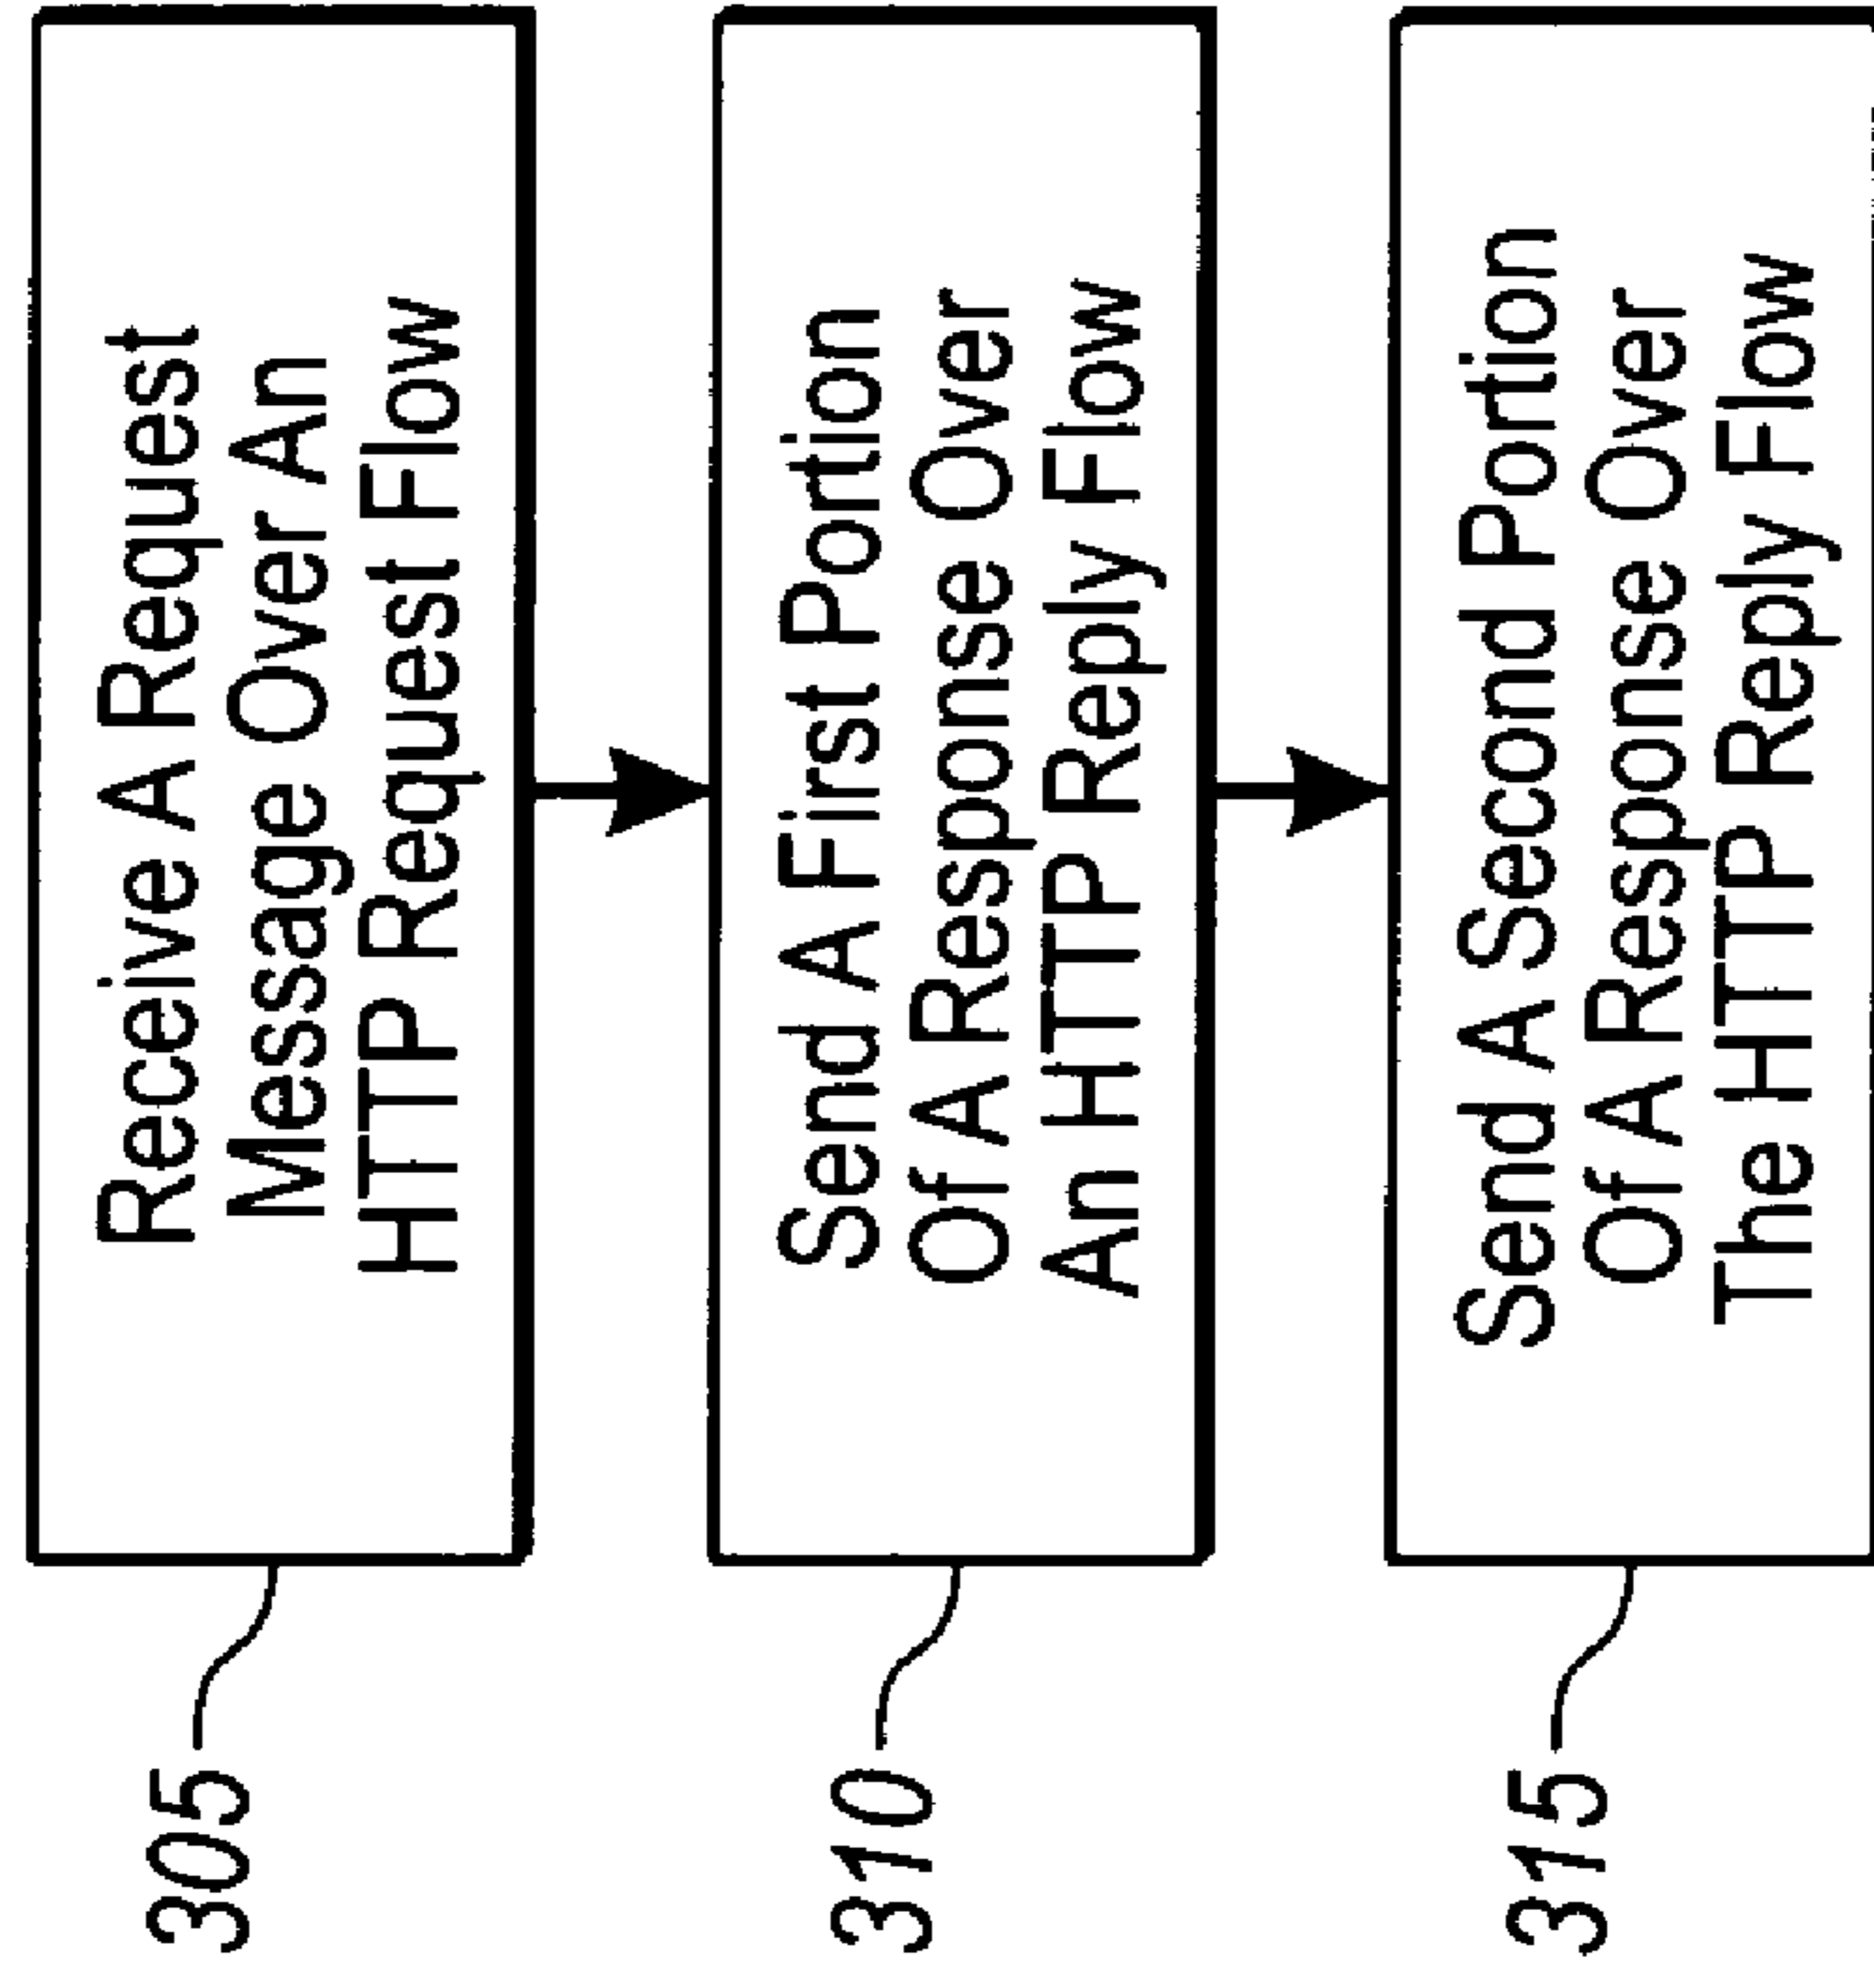 305
Receive A Request
Message Over An
HTTP Request Flow
310
Send A First Portion
Of A Response Over
An HTTP Reply Flow
315
Send A Second Portion
Of A Response Over
The HTTP Reply Flow